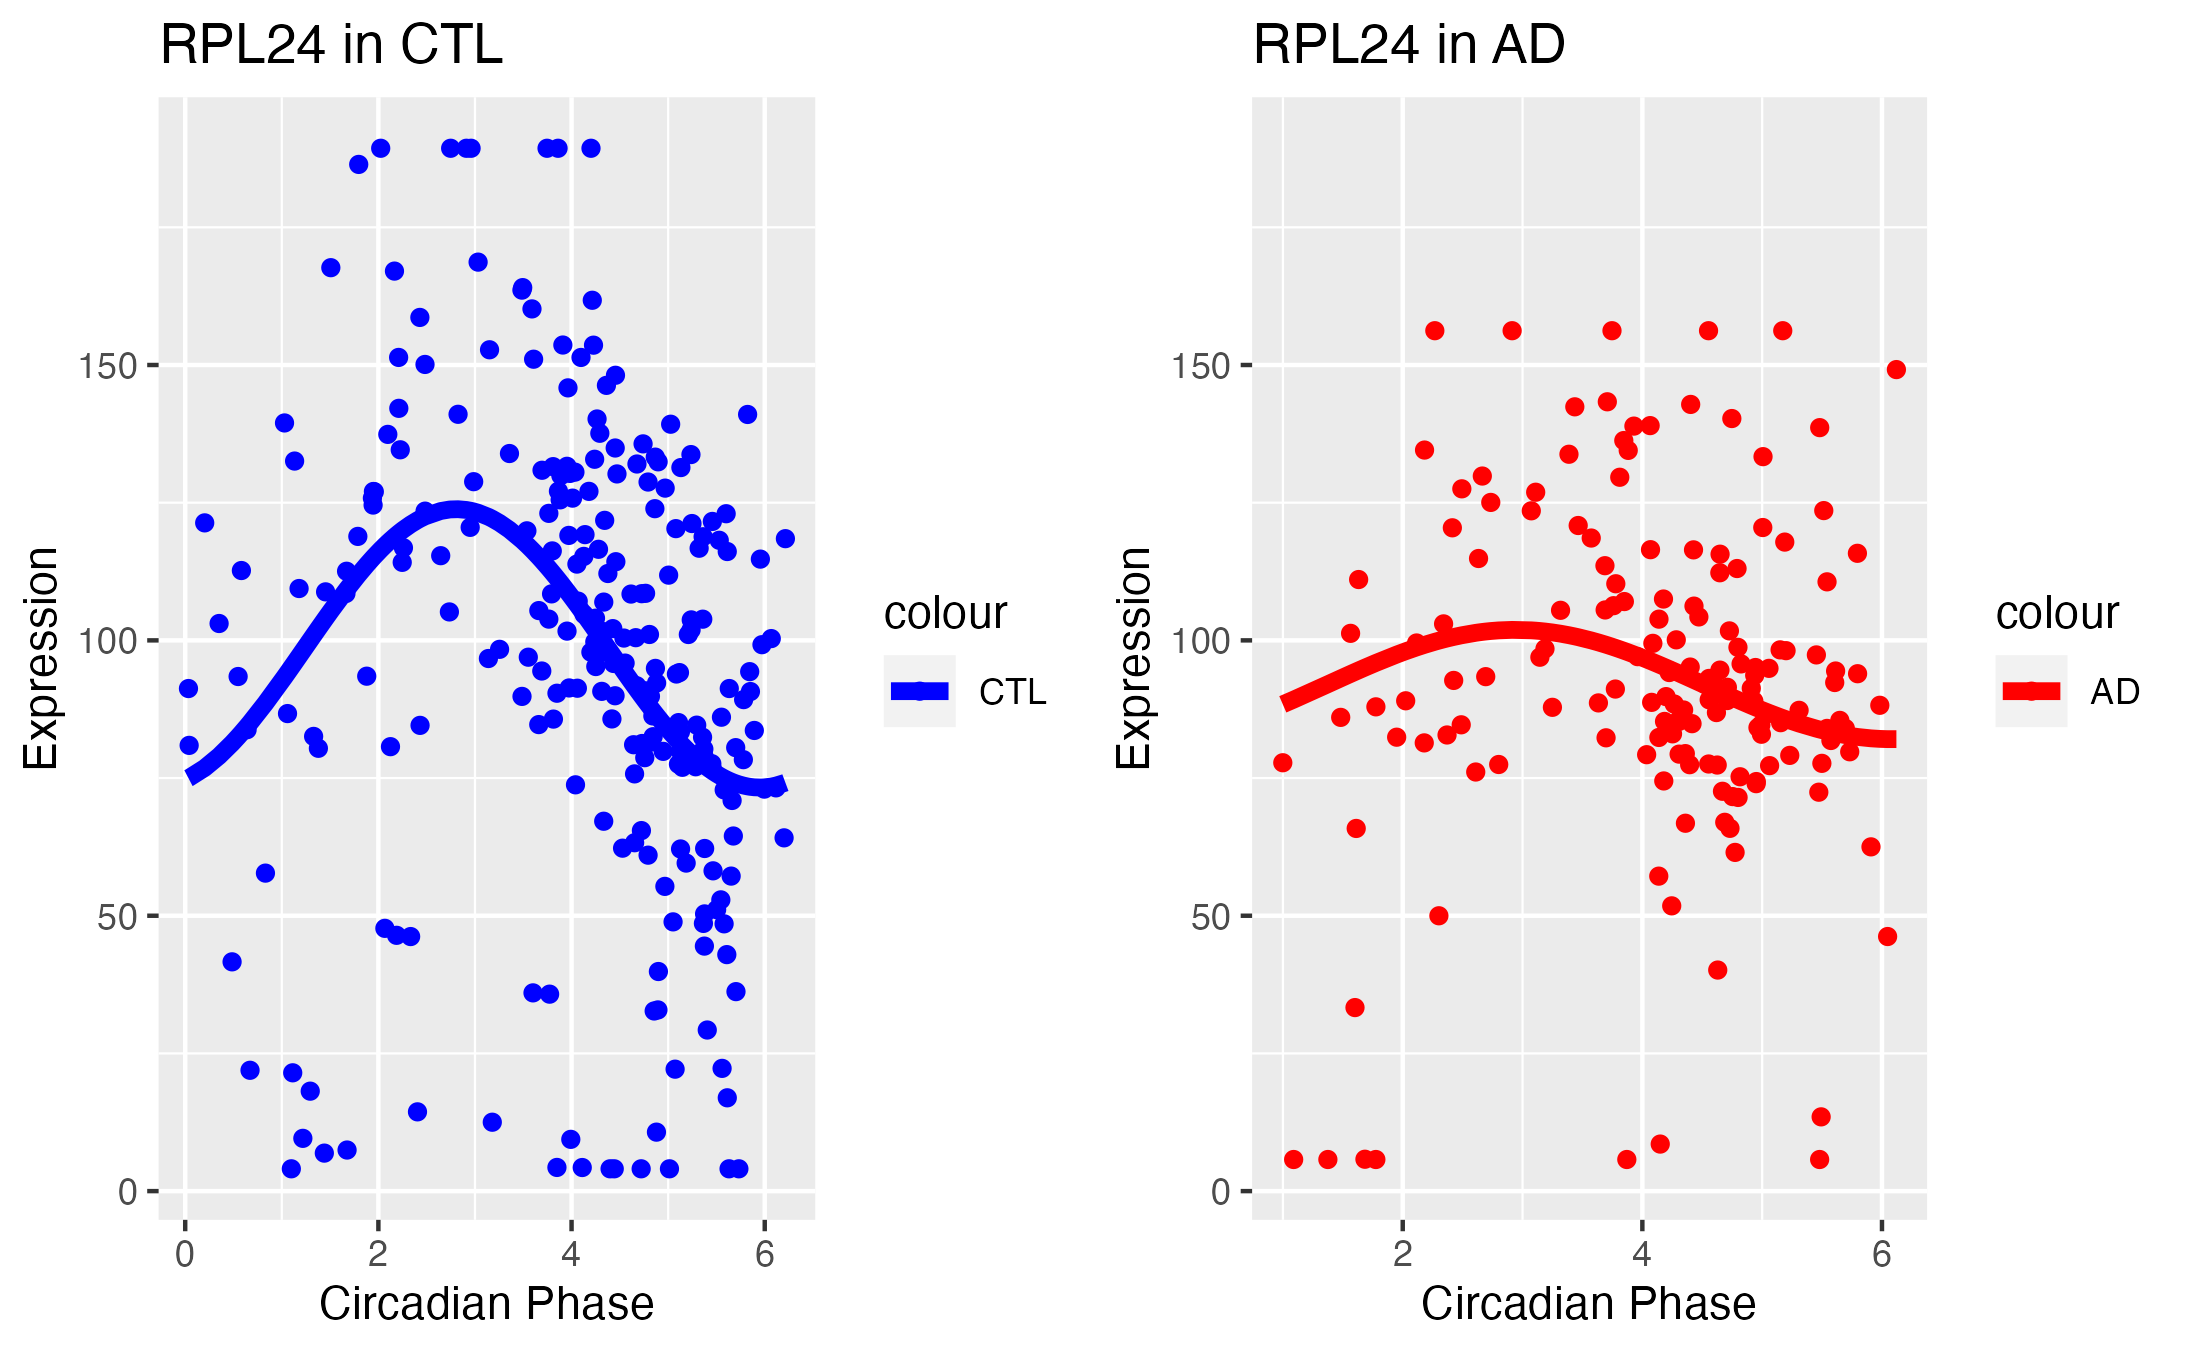 RPL24 in CTL
Expression
150
100
50
0
0 2 4 6
Circadian Phase
colour
CTL
RPL24 in AD
Expression
150
100
50
0
2 4 6
Circadian Phase
colour
AD